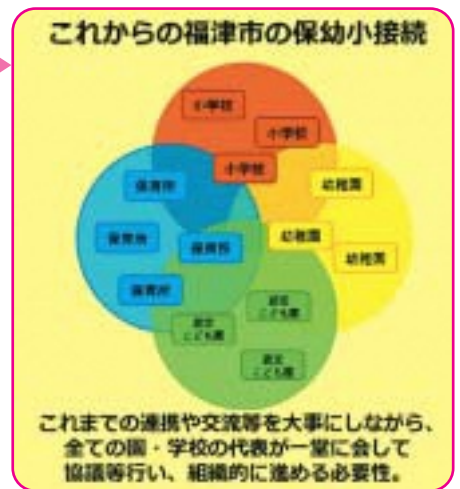 これからの福津市の保幼小接続
小学校
小学校
小学校
保育所
幼稚園
保育所
保育所
幼稚園
幼稚園
保育所
認定
こども園
認定
こども園
認定
こども園
これまでの連携や交流等を大事にしながら、
全ての園・学校の代表が一堂に会して
協議等行い、組織的に進める必要性。